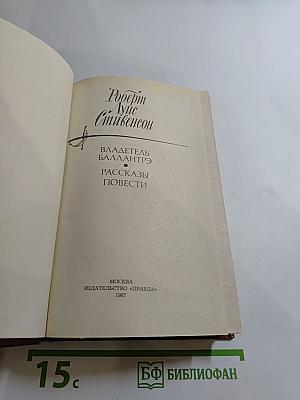 Роберт
Луис
Стивенсон
ВЛАДЕТЕЛЬ
БАЛЛАНТРЭ
•
РАССКАЗЫ
ПОВЕСТИ
МОСКВА
ИЗДАТЕЛЬСТВО «ПРАВДА»
1987
15с
БФ БИБЛИОФАН